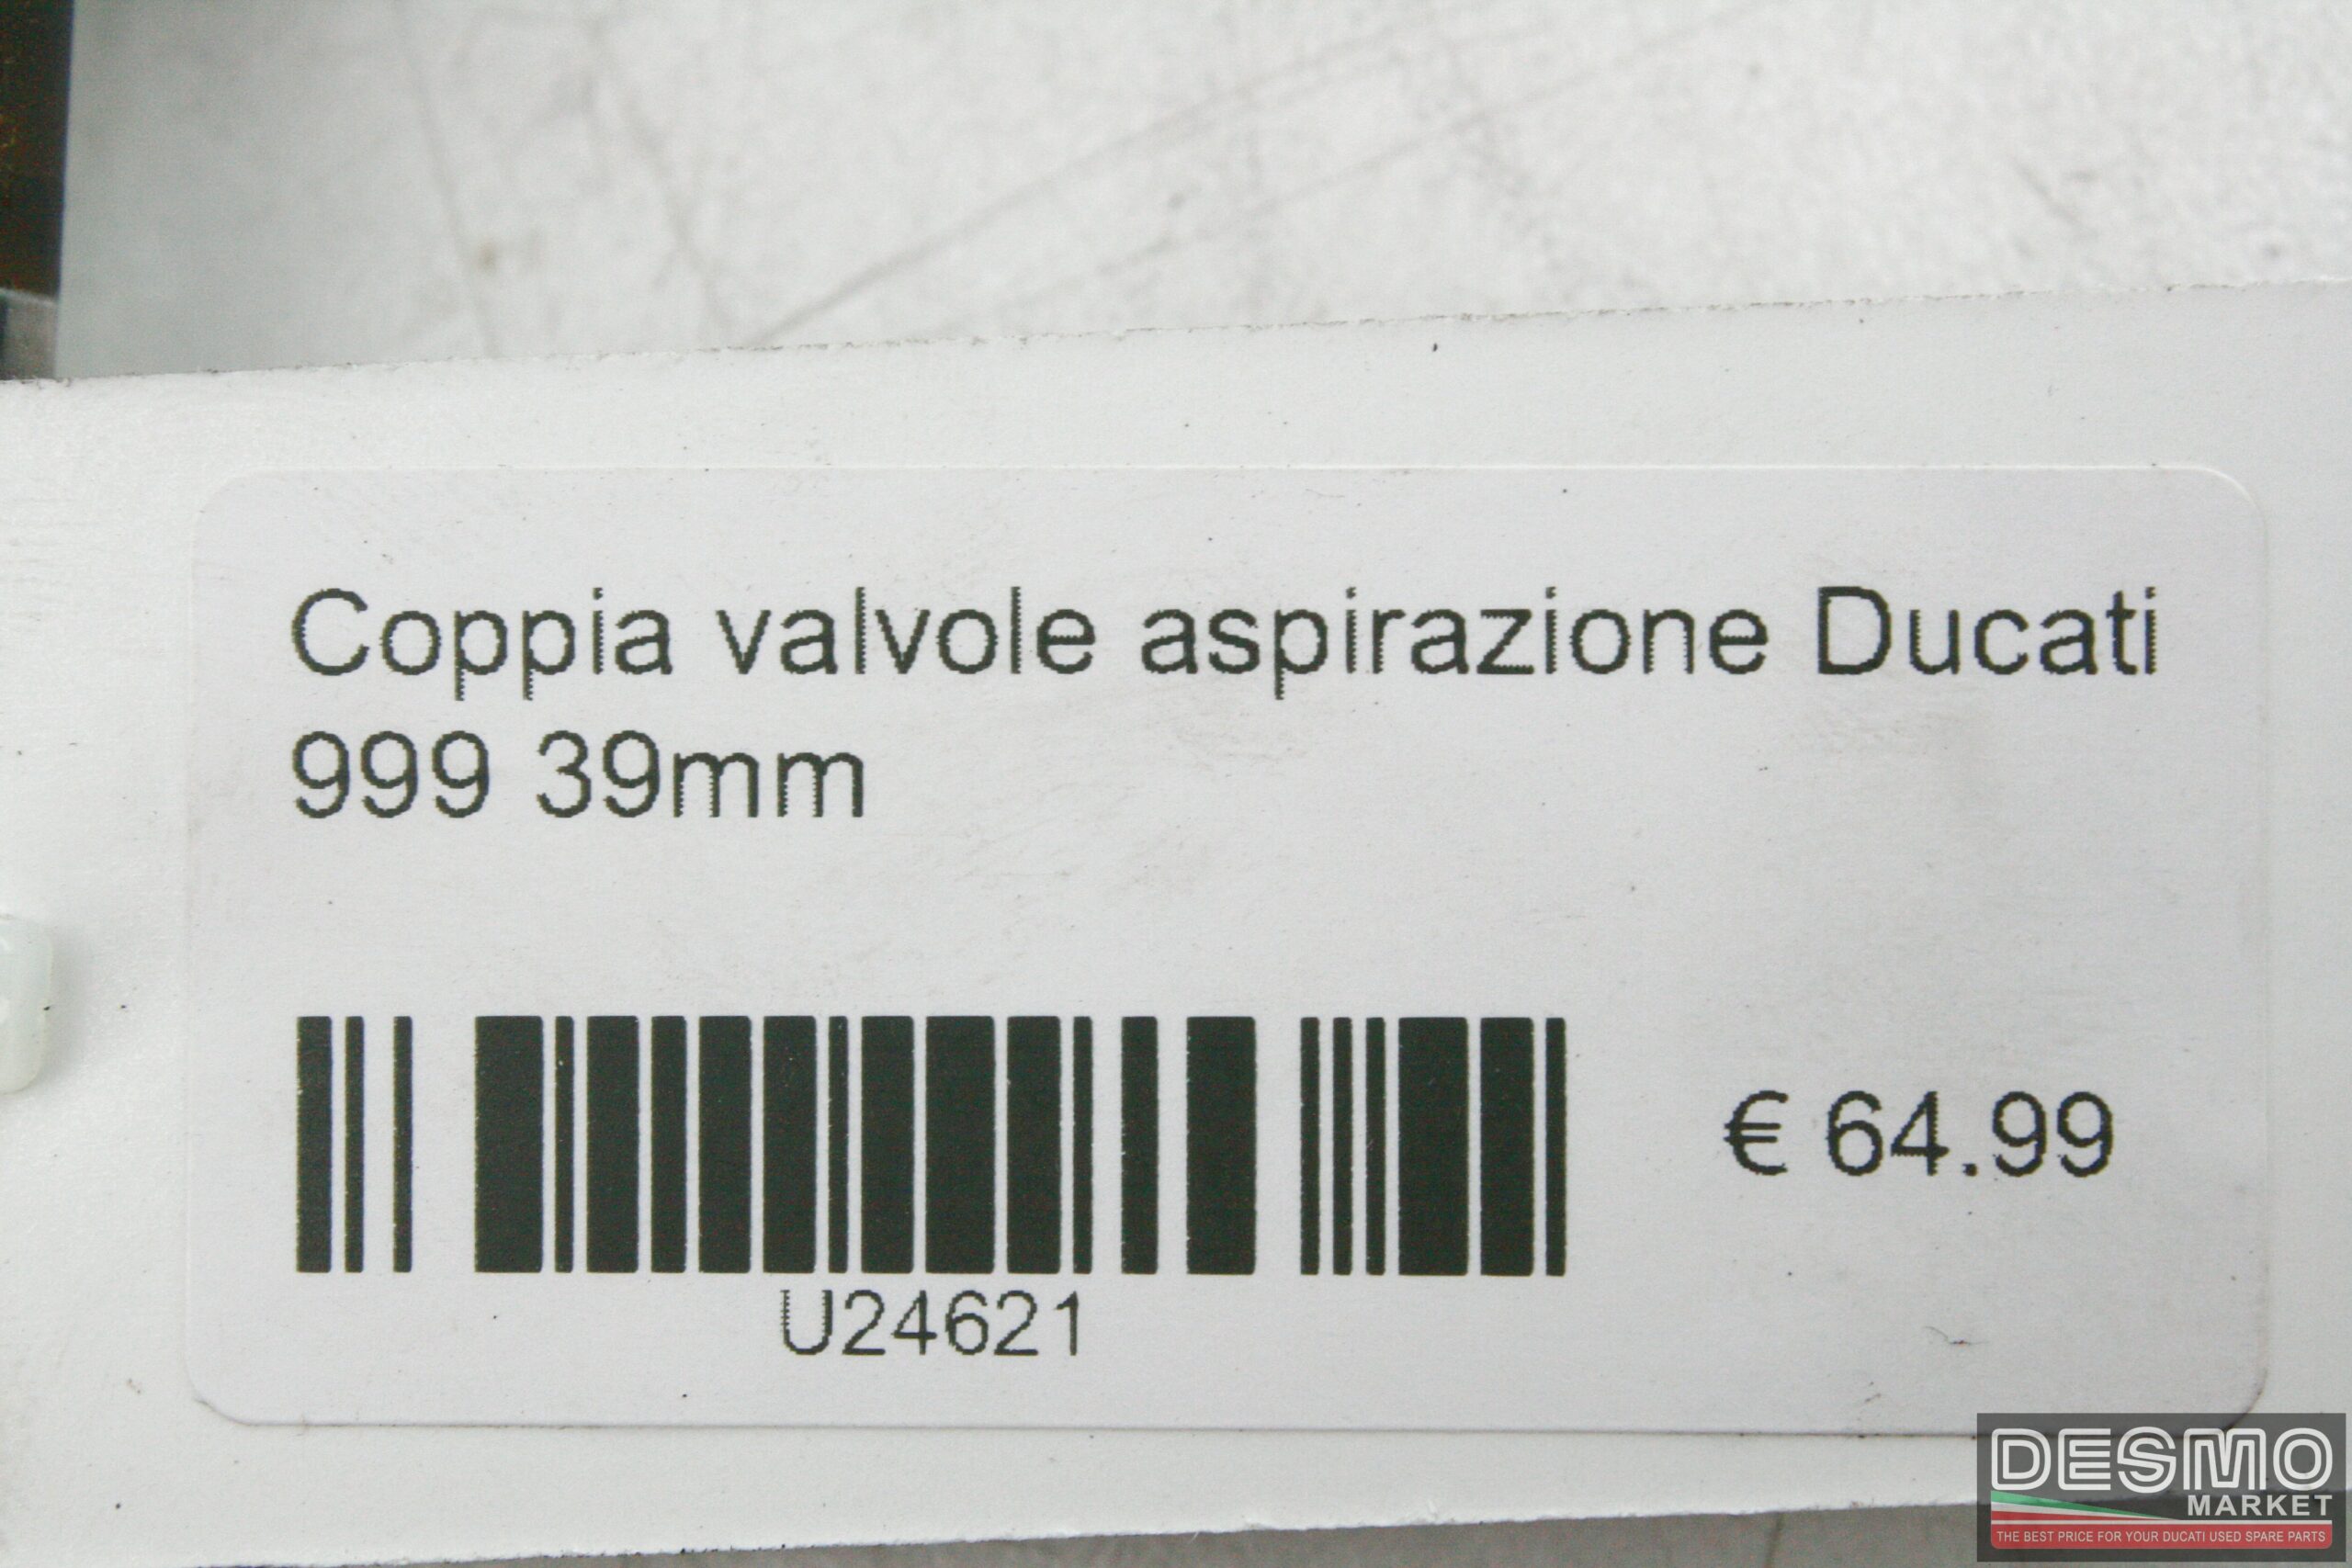 Coppia valvole aspirazione Ducati
999 39mm
€ 64.99
U24621
DESMO
MARKET
THE BEST PRICE FOR YOUR DUCATI USED SPARE PARTS